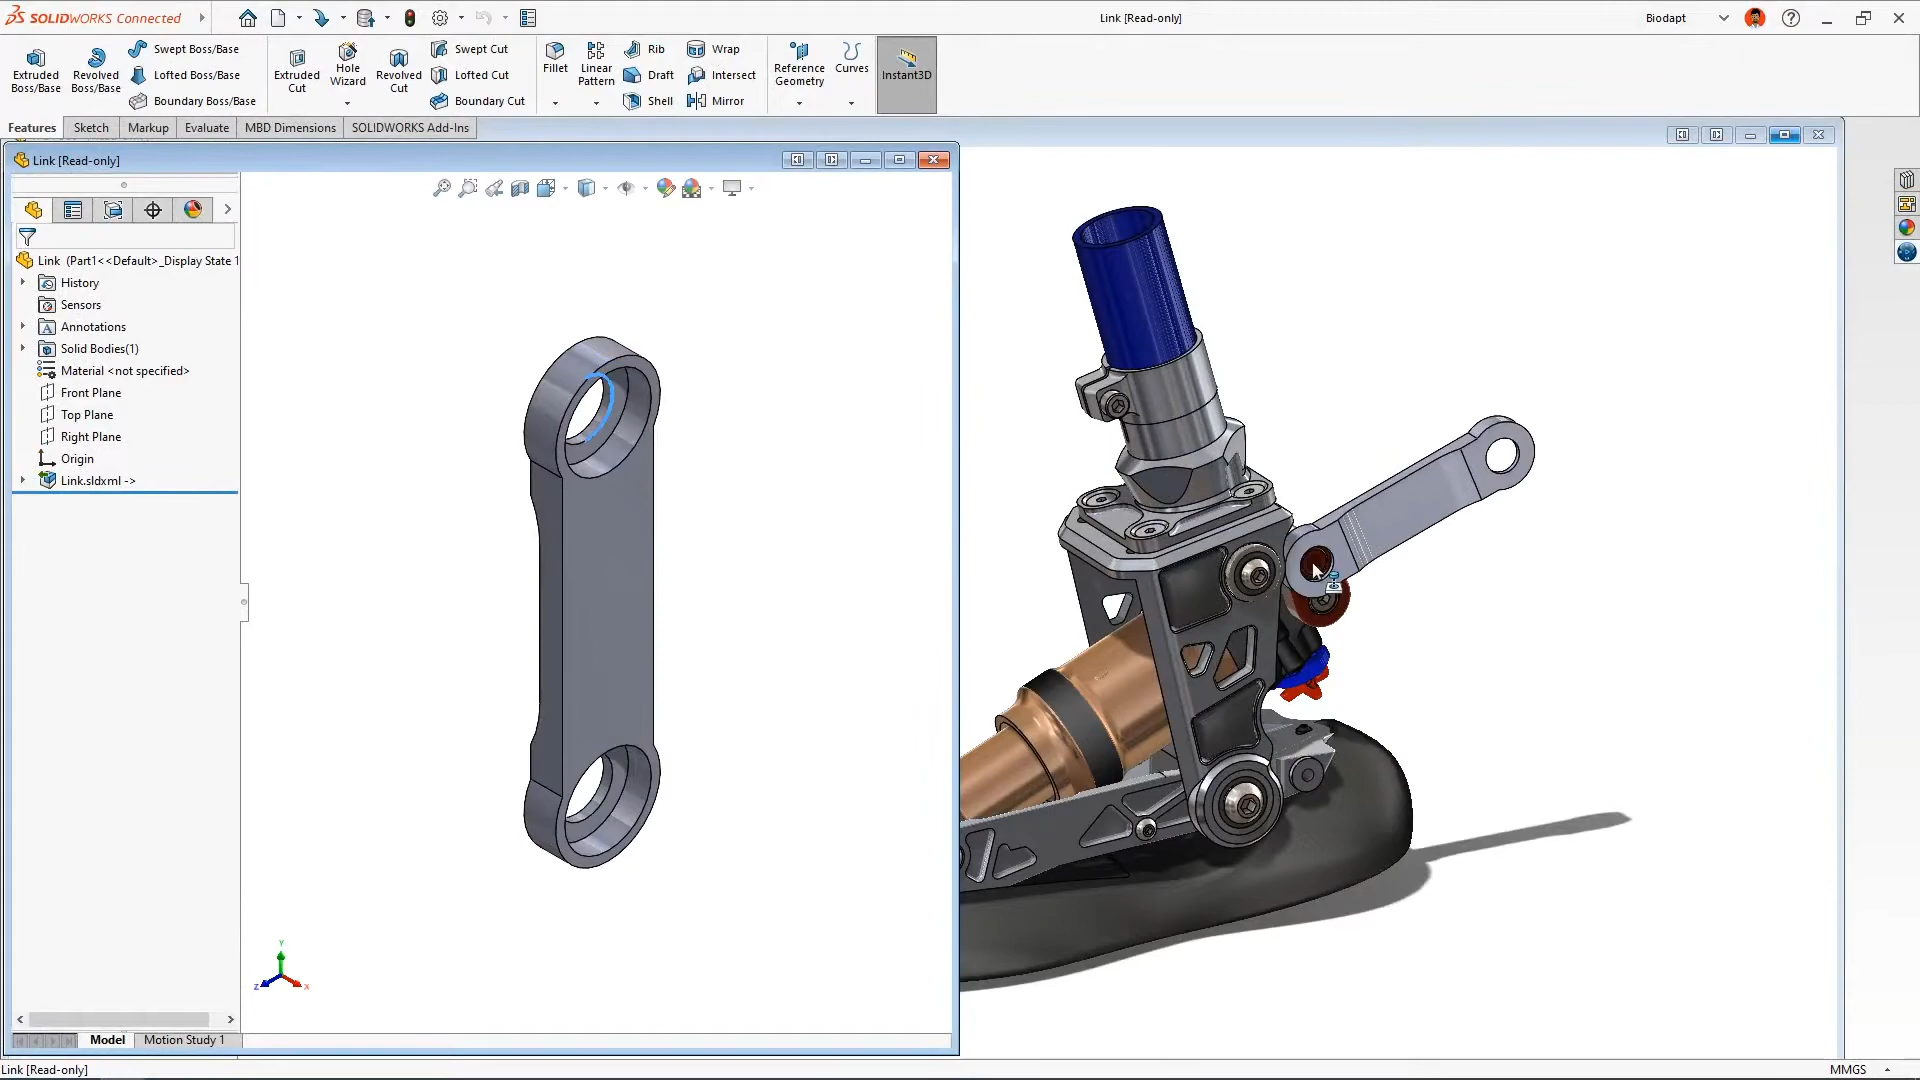 SOLIDWORKS Connected
Link [Read-only]
Biodapt
Extruded Boss/Base
Revolved Boss/Base
Swept Boss/Base
Lofted Boss/Base
Boundary Boss/Base
Extruded Cut
Hole Wizard
Revolved Cut
Swept Cut
Lofted Cut
Boundary Cut
Fillet
Linear Pattern
Rib
Draft
Shell
Wrap
Intersect
Mirror
Reference Geometry
Curves
Instant3D
Features
Sketch
Markup
Evaluate
MBD Dimensions
SOLIDWORKS Add-Ins
Link [Read-only]
Link (Part1<<Default>_Display State 1
History
Sensors
Annotations
Solid Bodies(1)
Material <not specified>
Front Plane
Top Plane
Right Plane
Origin
Link.sldxml ->
Y
Z
X
Model
Motion Study 1
Link [Read-only]
MMGS